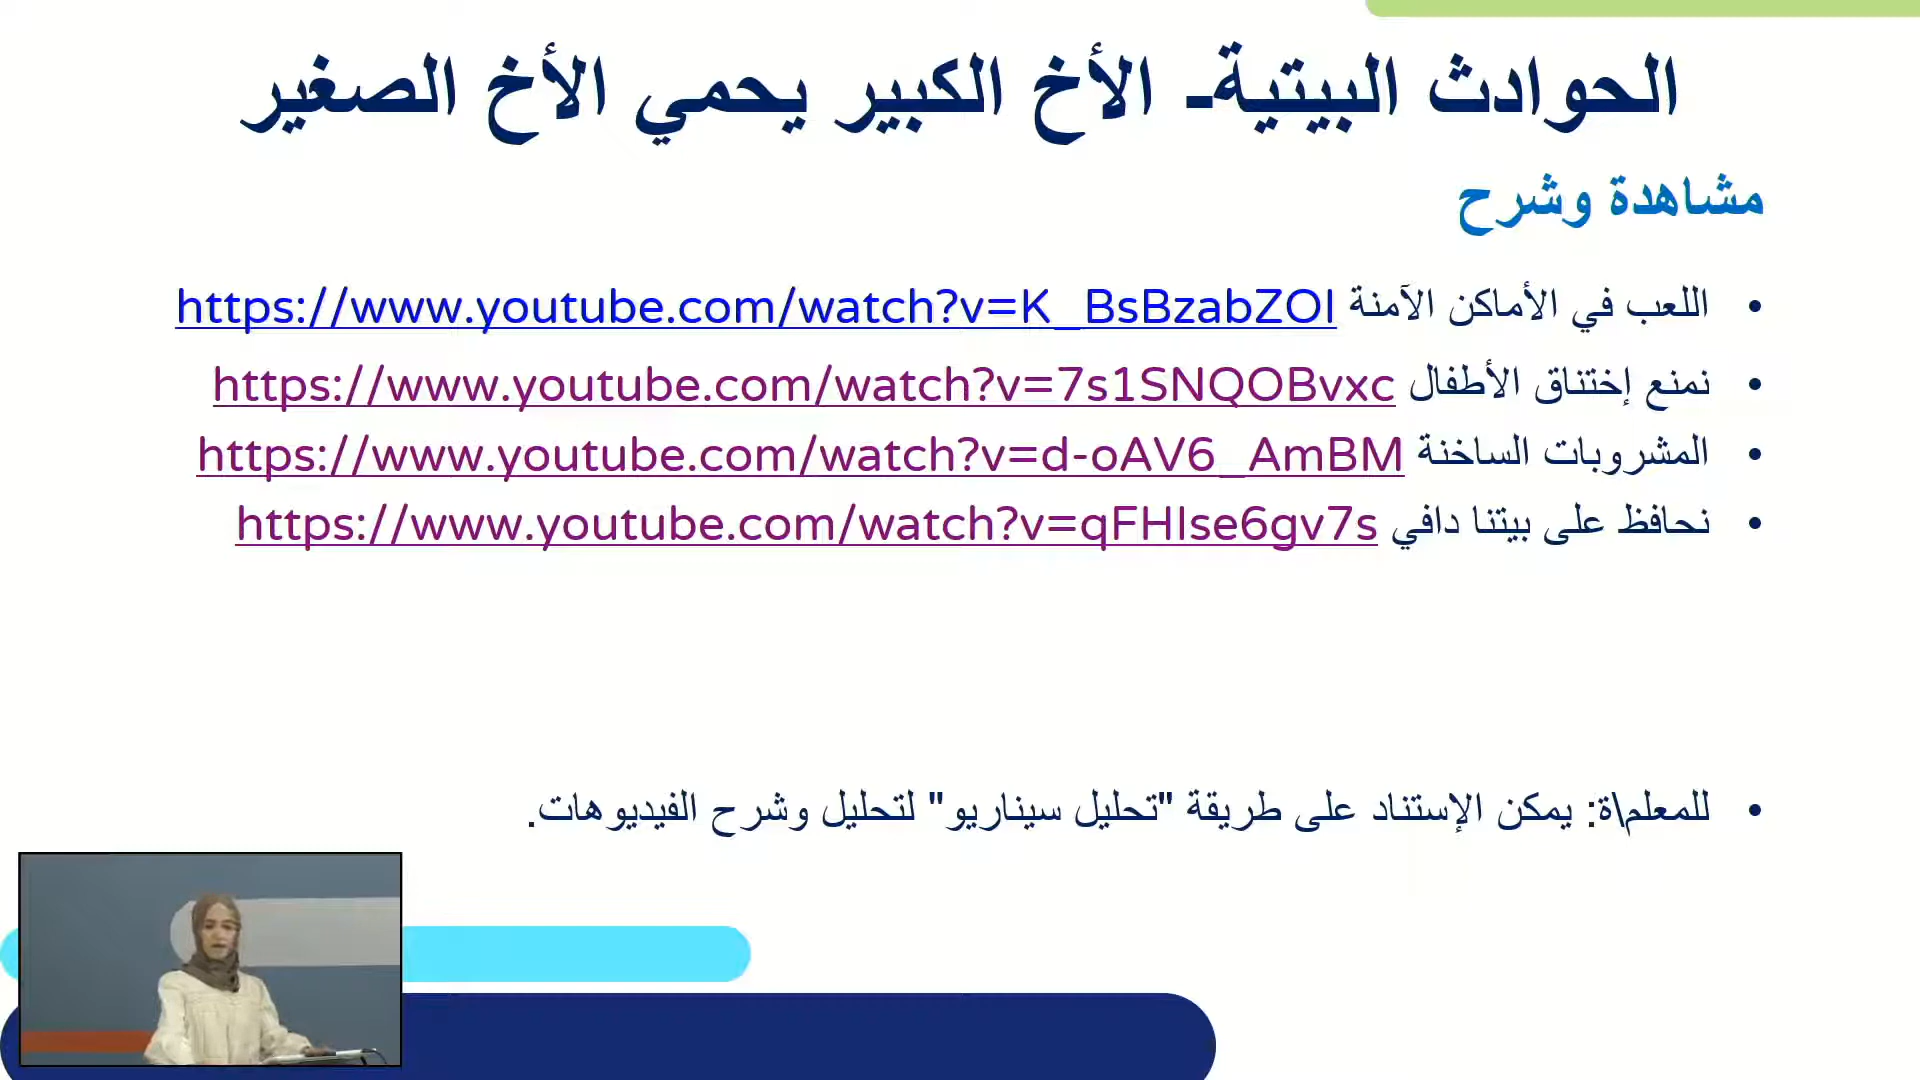 الحوادث البيتية- الأخ الكبير يحمي الأخ الصغير
مشاهدة وشرح
• اللعب في الأماكن الآمنة https://www.youtube.com/watch?v=K_BsBzabZOI
• نمنع إختناق الأطفال https://www.youtube.com/watch?v=7s1SNQOBvxc
• المشروبات الساخنة https://www.youtube.com/watch?v=d-oAV6_AmBM
• نحافظ على بيتنا دافي https://www.youtube.com/watch?v=qFHIse6gv7s
• للمعلم\ة: يمكن الإستناد على طريقة "تحليل سيناريو" لتحليل وشرح الفيديوهات.